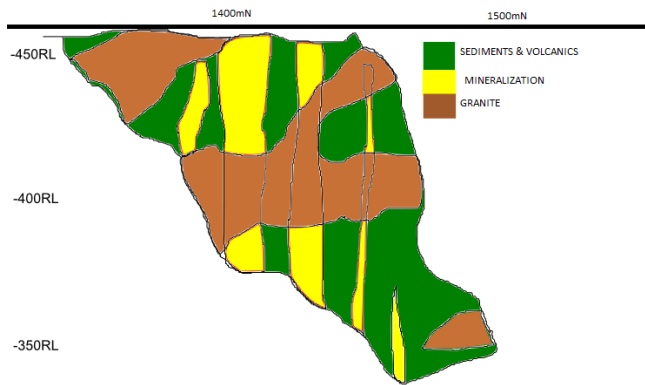 1400mN
1500mN
-450RL
SEDIMENTS & VOLCANICS
MINERALIZATION
GRANITE
-400RL
-350RL